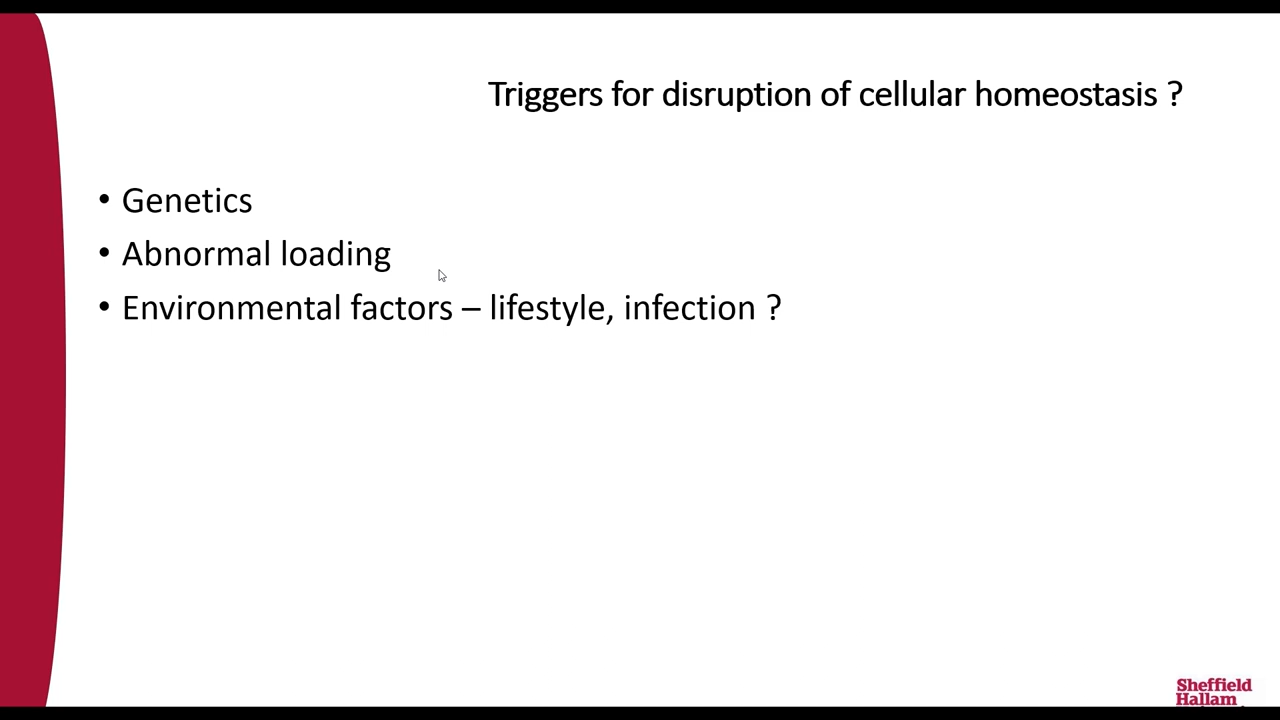 Triggers for disruption of cellular homeostasis ?
• Genetics
• Abnormal loading
• Environmental factors – lifestyle, infection ?
Sheffield
Hallam